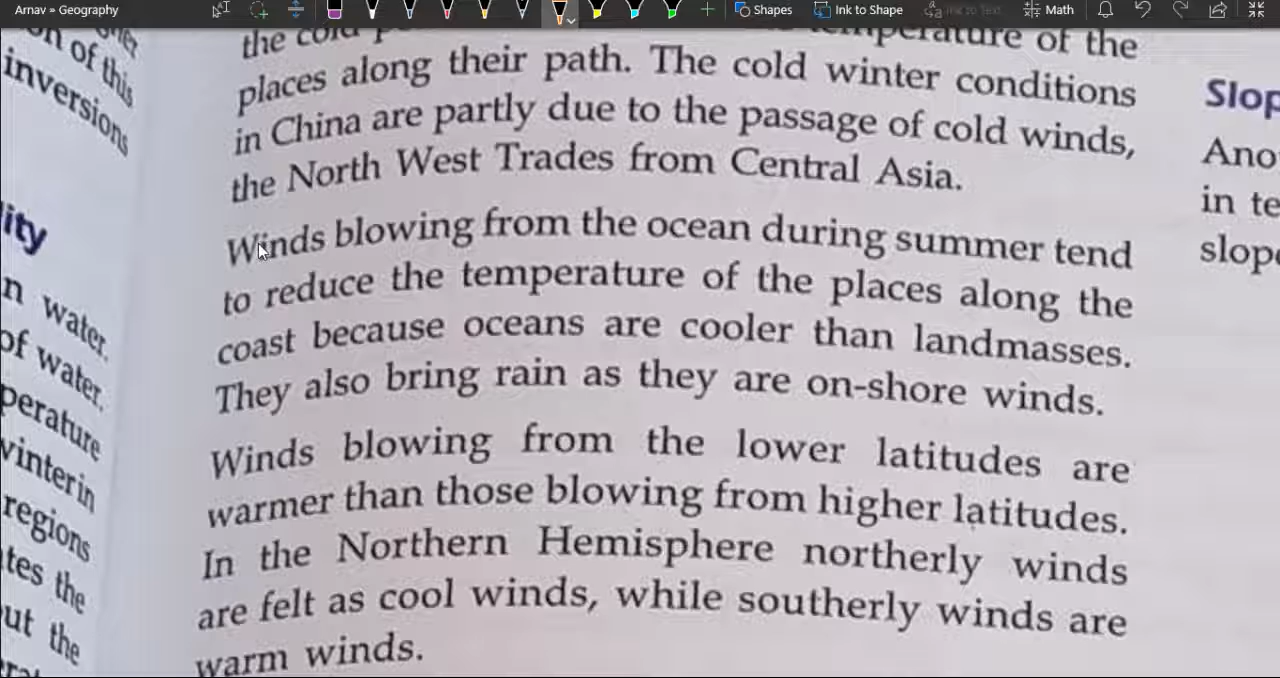 Arnav » Geography
Shapes
Ink to Shape
Ink to Text
Math
of this
inversions
ity
n water.
of water.
perature
winter in
regions
tes the
ut the
the cold
temperature of the
places along their path. The cold winter conditions
in China are partly due to the passage of cold winds,
the North West Trades from Central Asia.
Winds blowing from the ocean during summer tend
to reduce the temperature of the places along the
coast because oceans are cooler than landmasses.
They also bring rain as they are on-shore winds.
Winds blowing from the lower latitudes are
warmer than those blowing from higher latitudes.
In the Northern Hemisphere northerly winds
are felt as cool winds, while southerly winds are
warm winds.
Slop
Ano
in te
slop